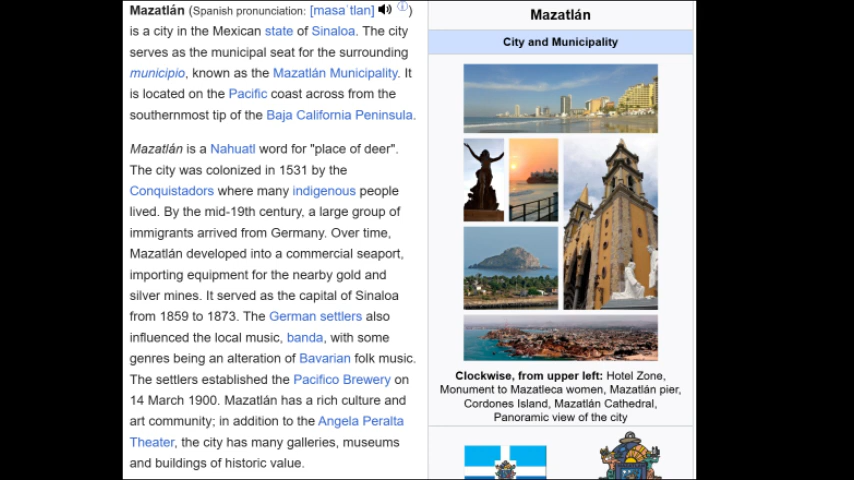 Mazatlán (Spanish pronunciation: [masaˈtlan] ⓘ)
is a city in the Mexican state of Sinaloa. The city
serves as the municipal seat for the surrounding
municipio, known as the Mazatlán Municipality. It
is located on the Pacific coast across from the
southernmost tip of the Baja California Peninsula.
Mazatlán is a Nahuatl word for "place of deer".
The city was colonized in 1531 by the
Conquistadors where many indigenous people
lived. By the mid-19th century, a large group of
immigrants arrived from Germany. Over time,
Mazatlán developed into a commercial seaport,
importing equipment for the nearby gold and
silver mines. It served as the capital of Sinaloa
from 1859 to 1873. The German settlers also
influenced the local music, banda, with some
genres being an alteration of Bavarian folk music.
The settlers established the Pacifico Brewery on
14 March 1900. Mazatlán has a rich culture and
art community; in addition to the Angela Peralta
Theater, the city has many galleries, museums
and buildings of historic value.
Mazatlán
City and Municipality
Clockwise, from upper left: Hotel Zone,
Monument to Mazatleca women, Mazatlán pier,
Cordones Island, Mazatlán Cathedral,
Panoramic view of the city